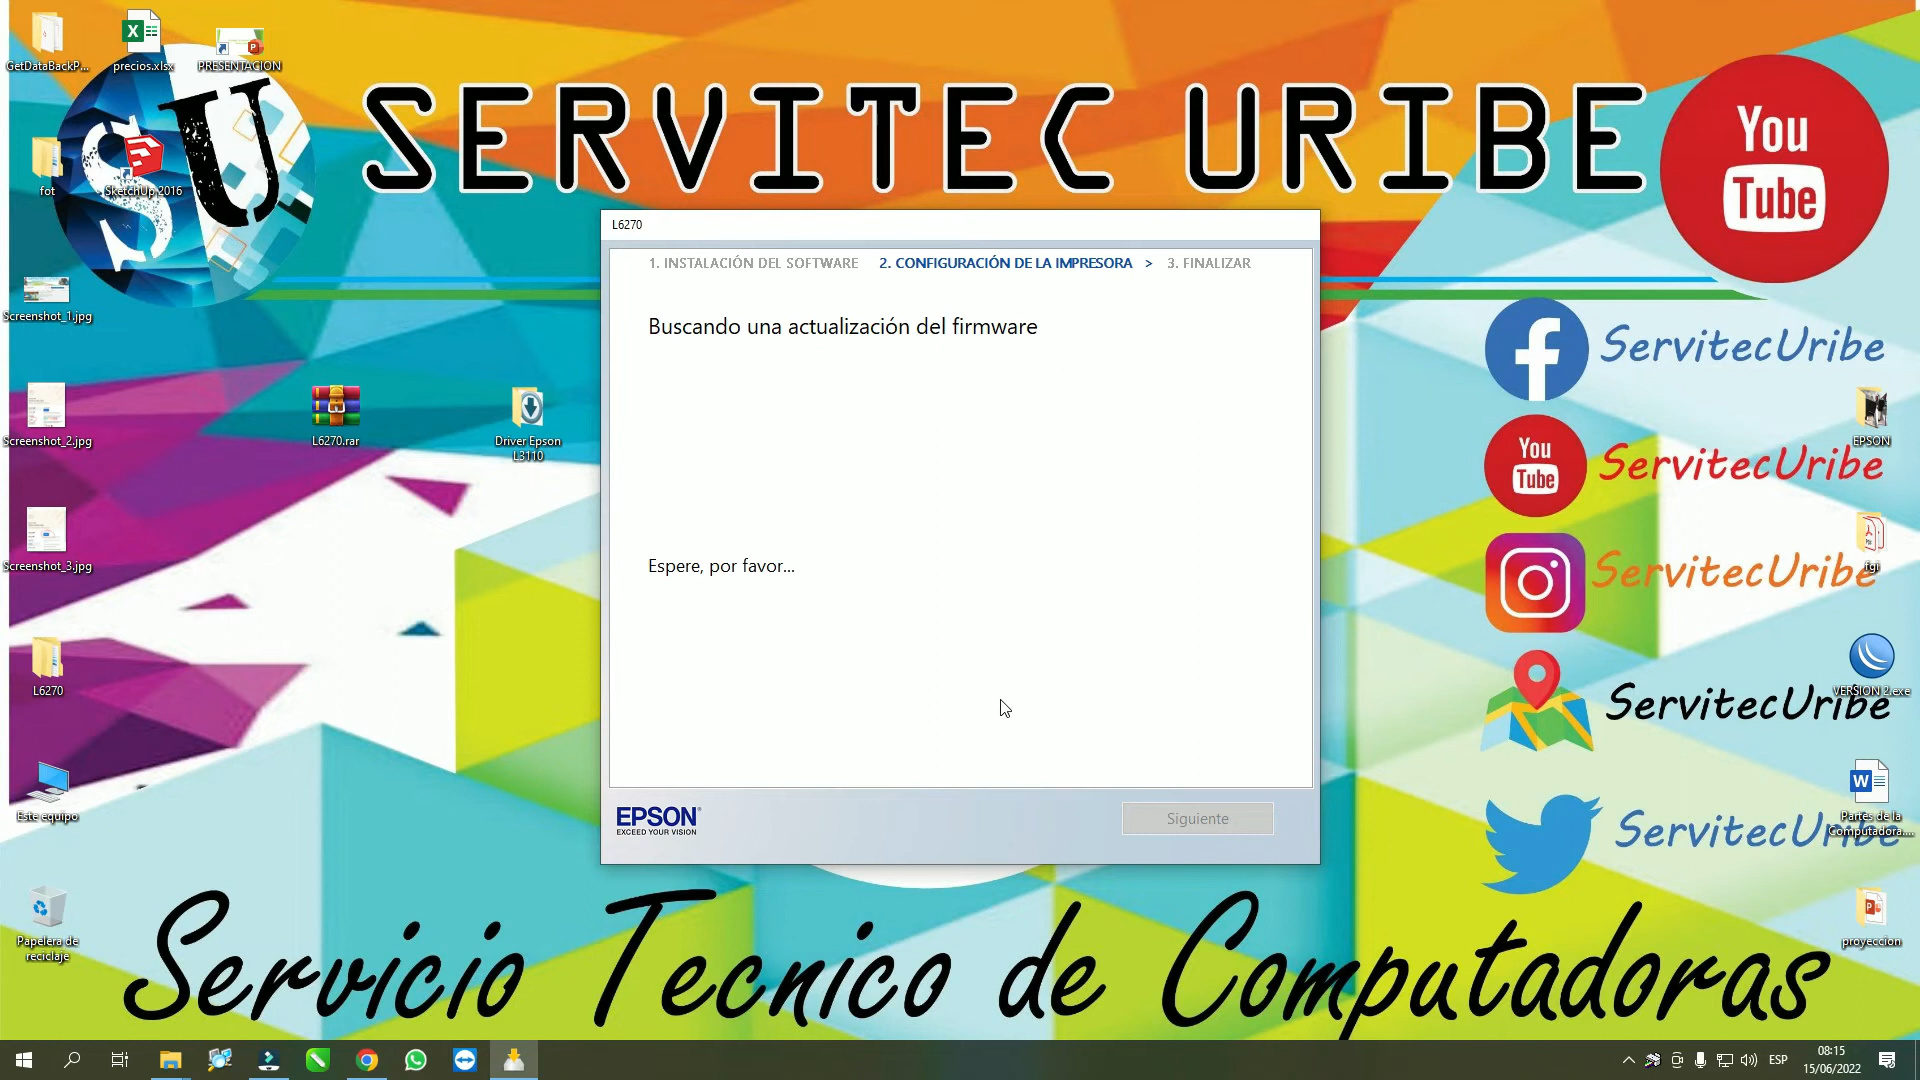 GetDataBackP...
precios.xlsx
PRESENTACION
SU
SERVITEC URIBE
You
Tube
fot
SketchUp 2016
L6270
1. INSTALACIÓN DEL SOFTWARE 2. CONFIGURACIÓN DE LA IMPRESORA > 3. FINALIZAR
Buscando una actualización del firmware
Espere, por favor...
EPSON
EXCEED YOUR VISION
Siguiente
Screenshot_1.jpg
Screenshot_2.jpg
L6270.rar
Driver Epson
L3110
Screenshot_3.jpg
L6270
Este equipo
Papelera de
reciclaje
ServitecUribe
EPSON
You
Tube
ServitecUribe
ServitecUribe
fgi
VERSION 2.exe
ServitecUribe
Partes de la
Computadora....
ServitecUribe
proyeccion
Servicio Tecnico de Computadoras
ESP
08:15
15/06/2022